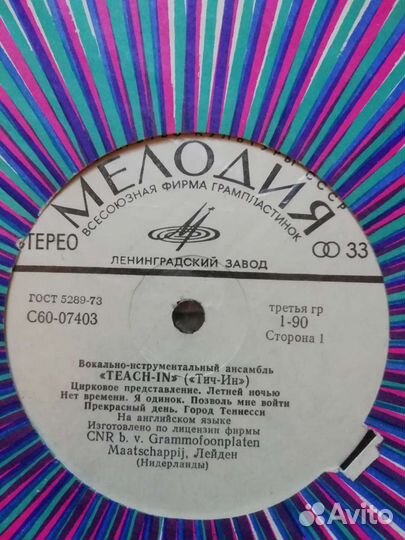 СССР
МЕЛОДИЯ
ВСЕСОЮЗНАЯ ФИРМА ГРАМПЛАСТИНОК
СТЕРЕО
33
ЛЕНИНГРАДСКИЙ ЗАВОД
ГОСТ 5289-73
С60-07403
третья гр
1-90
Сторона 1
Вокально-нструментальный ансамбль
«TEACH-IN» («Тич-Ин»)
Цирковое представление. Летней ночью
Нет времени. Я одинок. Позволь мне войти
Прекрасный день. Город Теннесси
На английском языке
Изготовлено по лицензии фирмы
CNR b. v. Grammofoonplaten
Maatschappij, Лейден
(Нидерланды)
Avito